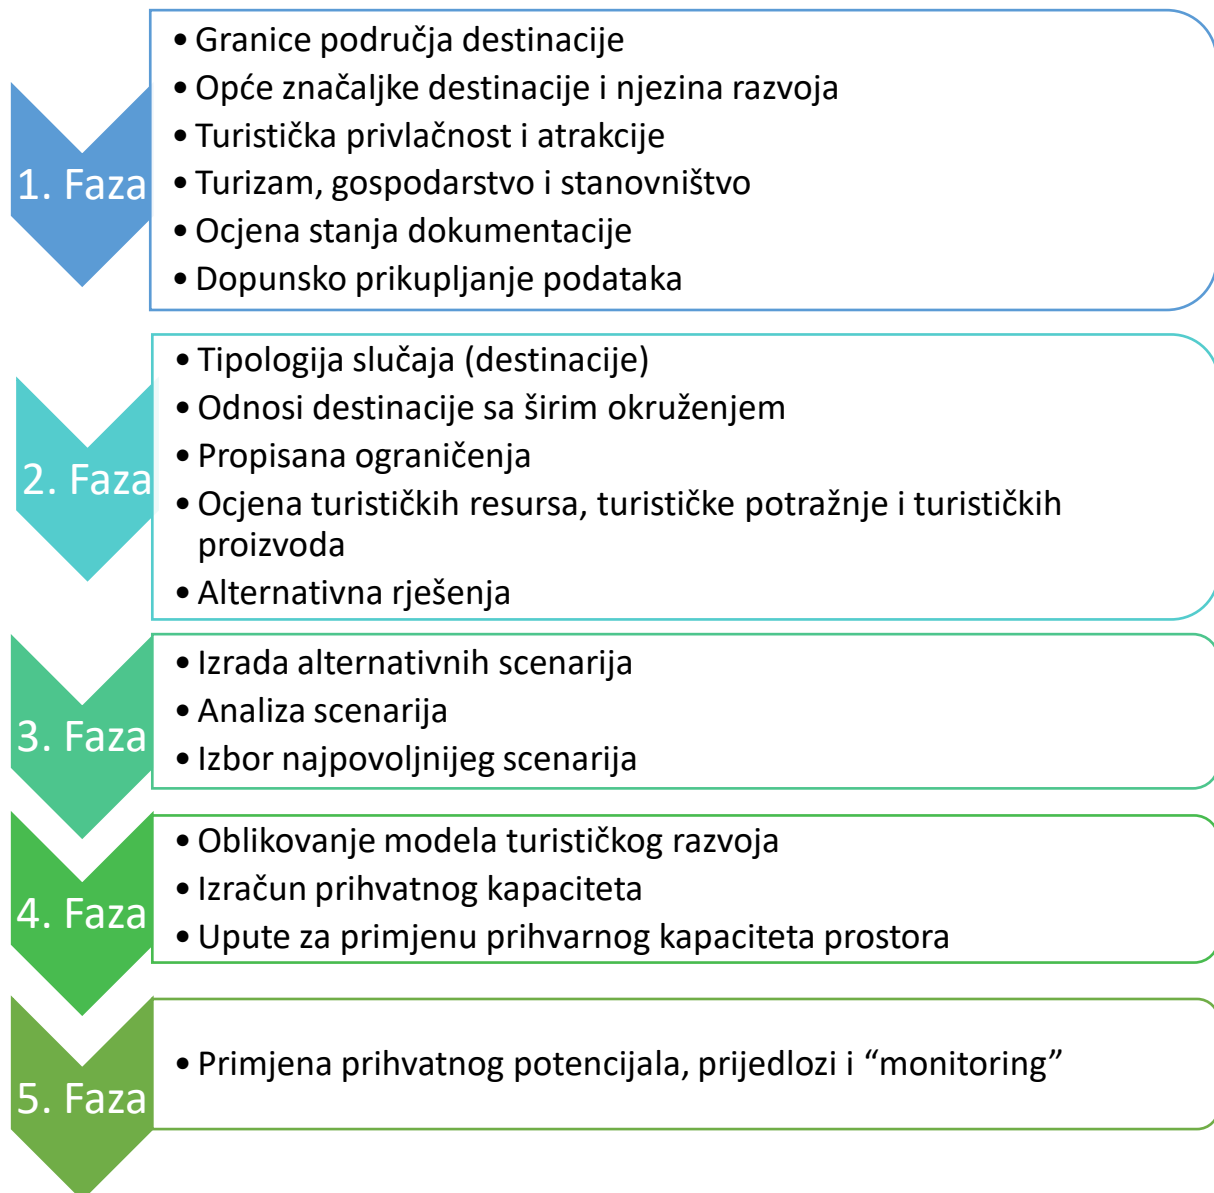 1. Faza
• Granice područja destinacije
• Opće značaljke destinacije i njezina razvoja
• Turistička privlačnost i atrakcije
• Turizam, gospodarstvo i stanovništvo
• Ocjena stanja dokumentacije
• Dopunsko prikupljanje podataka
2. Faza
• Tipologija slučaja (destinacije)
• Odnosi destinacije sa širim okruženjem
• Propisana ograničenja
• Ocjena turističkih resursa, turističke potražnje i turističkih
proizvoda
• Alternativna rješenja
3. Faza
• Izrada alternativnih scenarija
• Analiza scenarija
• Izbor najpovoljnijeg scenarija
4. Faza
• Oblikovanje modela turističkog razvoja
• Izračun prihvatnog kapaciteta
• Upute za primjenu prihvarnog kapaciteta prostora
5. Faza
• Primjena prihvatnog potencijala, prijedlozi i “monitoring”